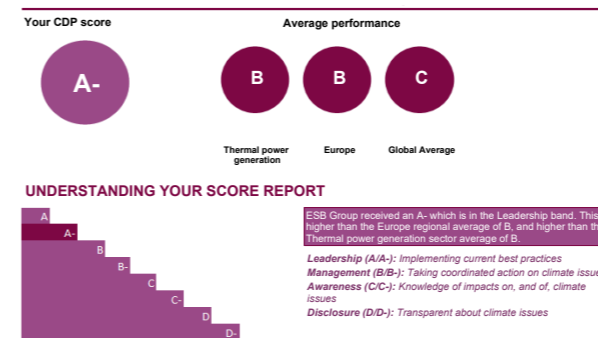 Your CDP score
Average performance
A-
B
B
C
Thermal power
generation
Europe
Global Average
UNDERSTANDING YOUR SCORE REPORT
A
A-
B
B-
C
C-
D
D-
ESB Group received an A- which is in the Leadership band. This
higher than the Europe regional average of B, and higher than
Thermal power generation sector average of B.
Leadership (A/A-): Implementing current best practices
Management (B/B-): Taking coordinated action on climate
Awareness (C/C-): Knowledge of impacts on, and of, climate
issues
Disclosure (D/D-): Transparent about climate issues